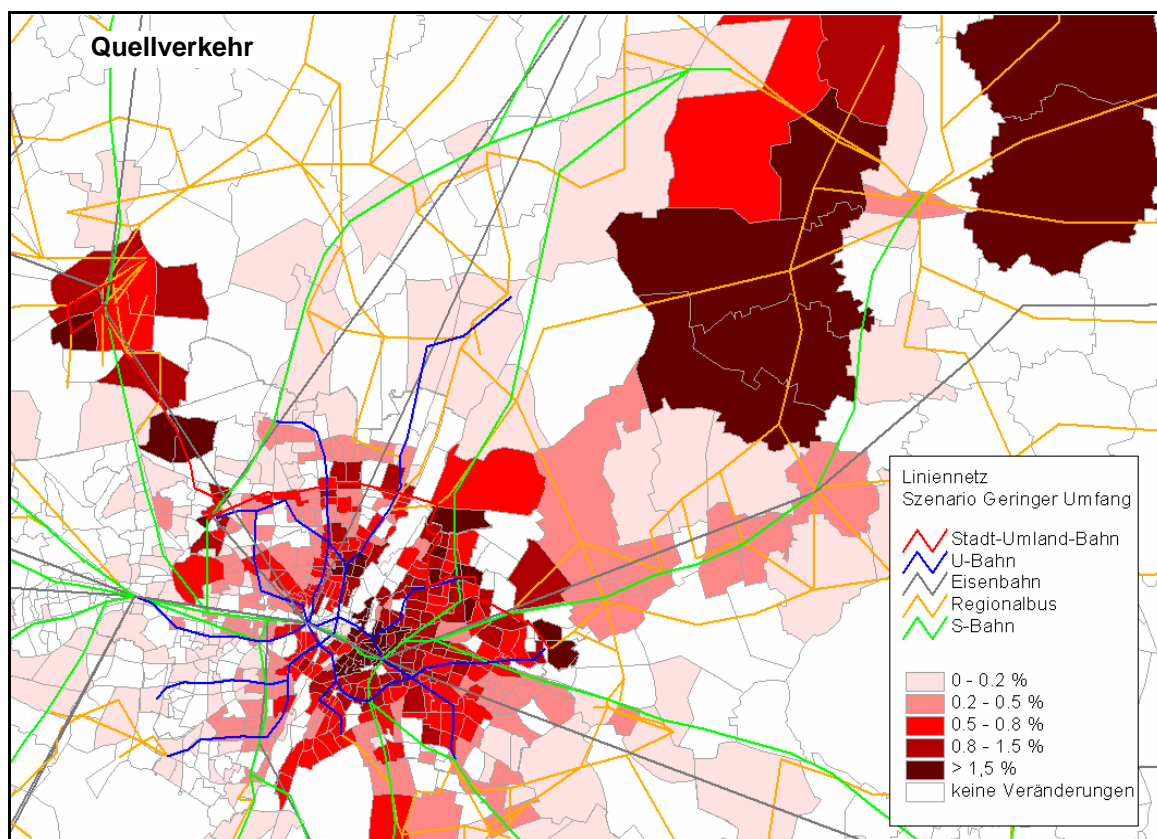 Quellverkehr
Liniennetz
Szenario Geringer Umfang
Stadt-Umland-Bahn
U-Bahn
Eisenbahn
Regionalbus
S-Bahn
0 - 0.2 %
0.2 - 0.5 %
0.5 - 0.8 %
0.8 - 1.5 %
> 1,5 %
keine Veränderungen